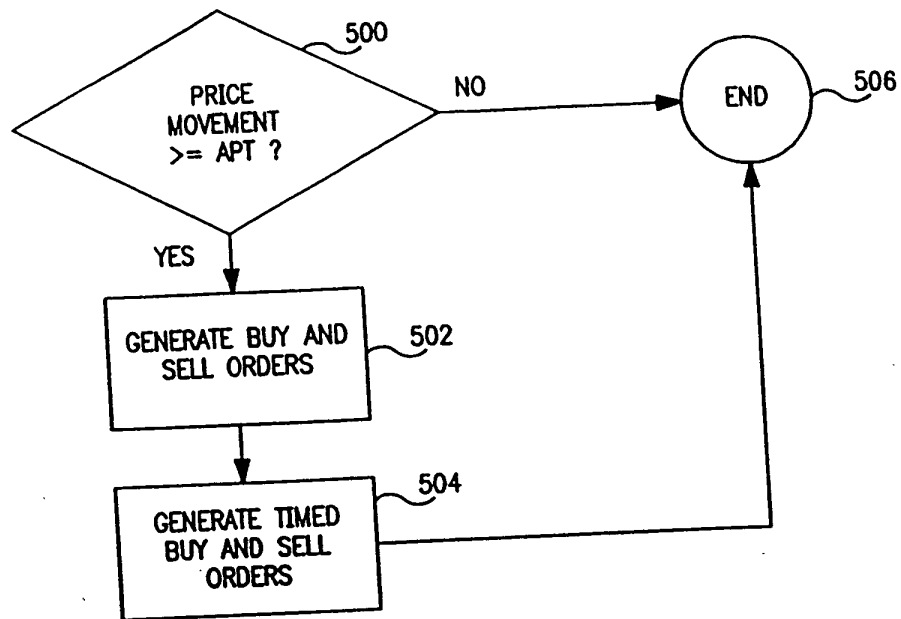 500
PRICE
MOVEMENT
>= APT ?
NO
END
506
YES
GENERATE BUY AND
SELL ORDERS
502
GENERATE TIMED
BUY AND SELL
ORDERS
504